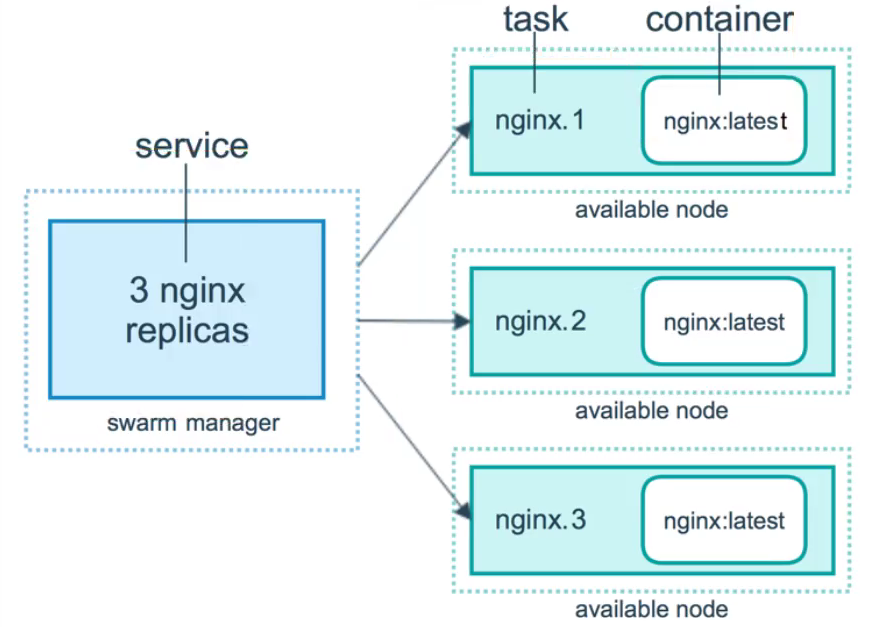 task
container
nginx.1
nginx:latest
available node
service
3 nginx
replicas
swarm manager
nginx.2
nginx:latest
available node
nginx.3
nginx:latest
available node